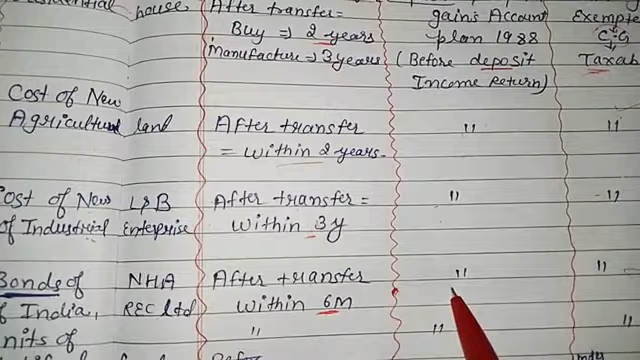 house After transfer= gains Account Exempte
Buy => 2 years plan 1988 C.G
Manufacture => 3 years (Before deposit Taxab
Income Return)
Cost of New
Agricultural land After transfer " "
= within 2 years.
Cost of New L&B After transfer = " "
of Industrial Enterprise within 3y
Bonds of NHA After transfer " "
of India, REC ltd within 6M
nits of " " "